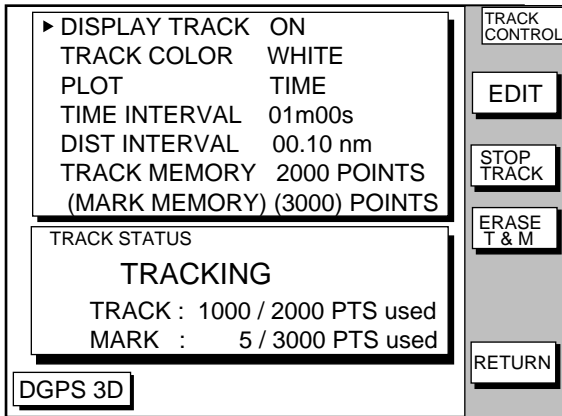 DISPLAY TRACK ON
TRACK COLOR WHITE
PLOT TIME
TIME INTERVAL 01m00s
DIST INTERVAL 00.10 nm
TRACK MEMORY 2000 POINTS
(MARK MEMORY) (3000) POINTS
TRACK STATUS
TRACKING
TRACK : 1000 / 2000 PTS used
MARK : 5 / 3000 PTS used
DGPS 3D
TRACK
CONTROL
EDIT
STOP
TRACK
ERASE
T & M
RETURN